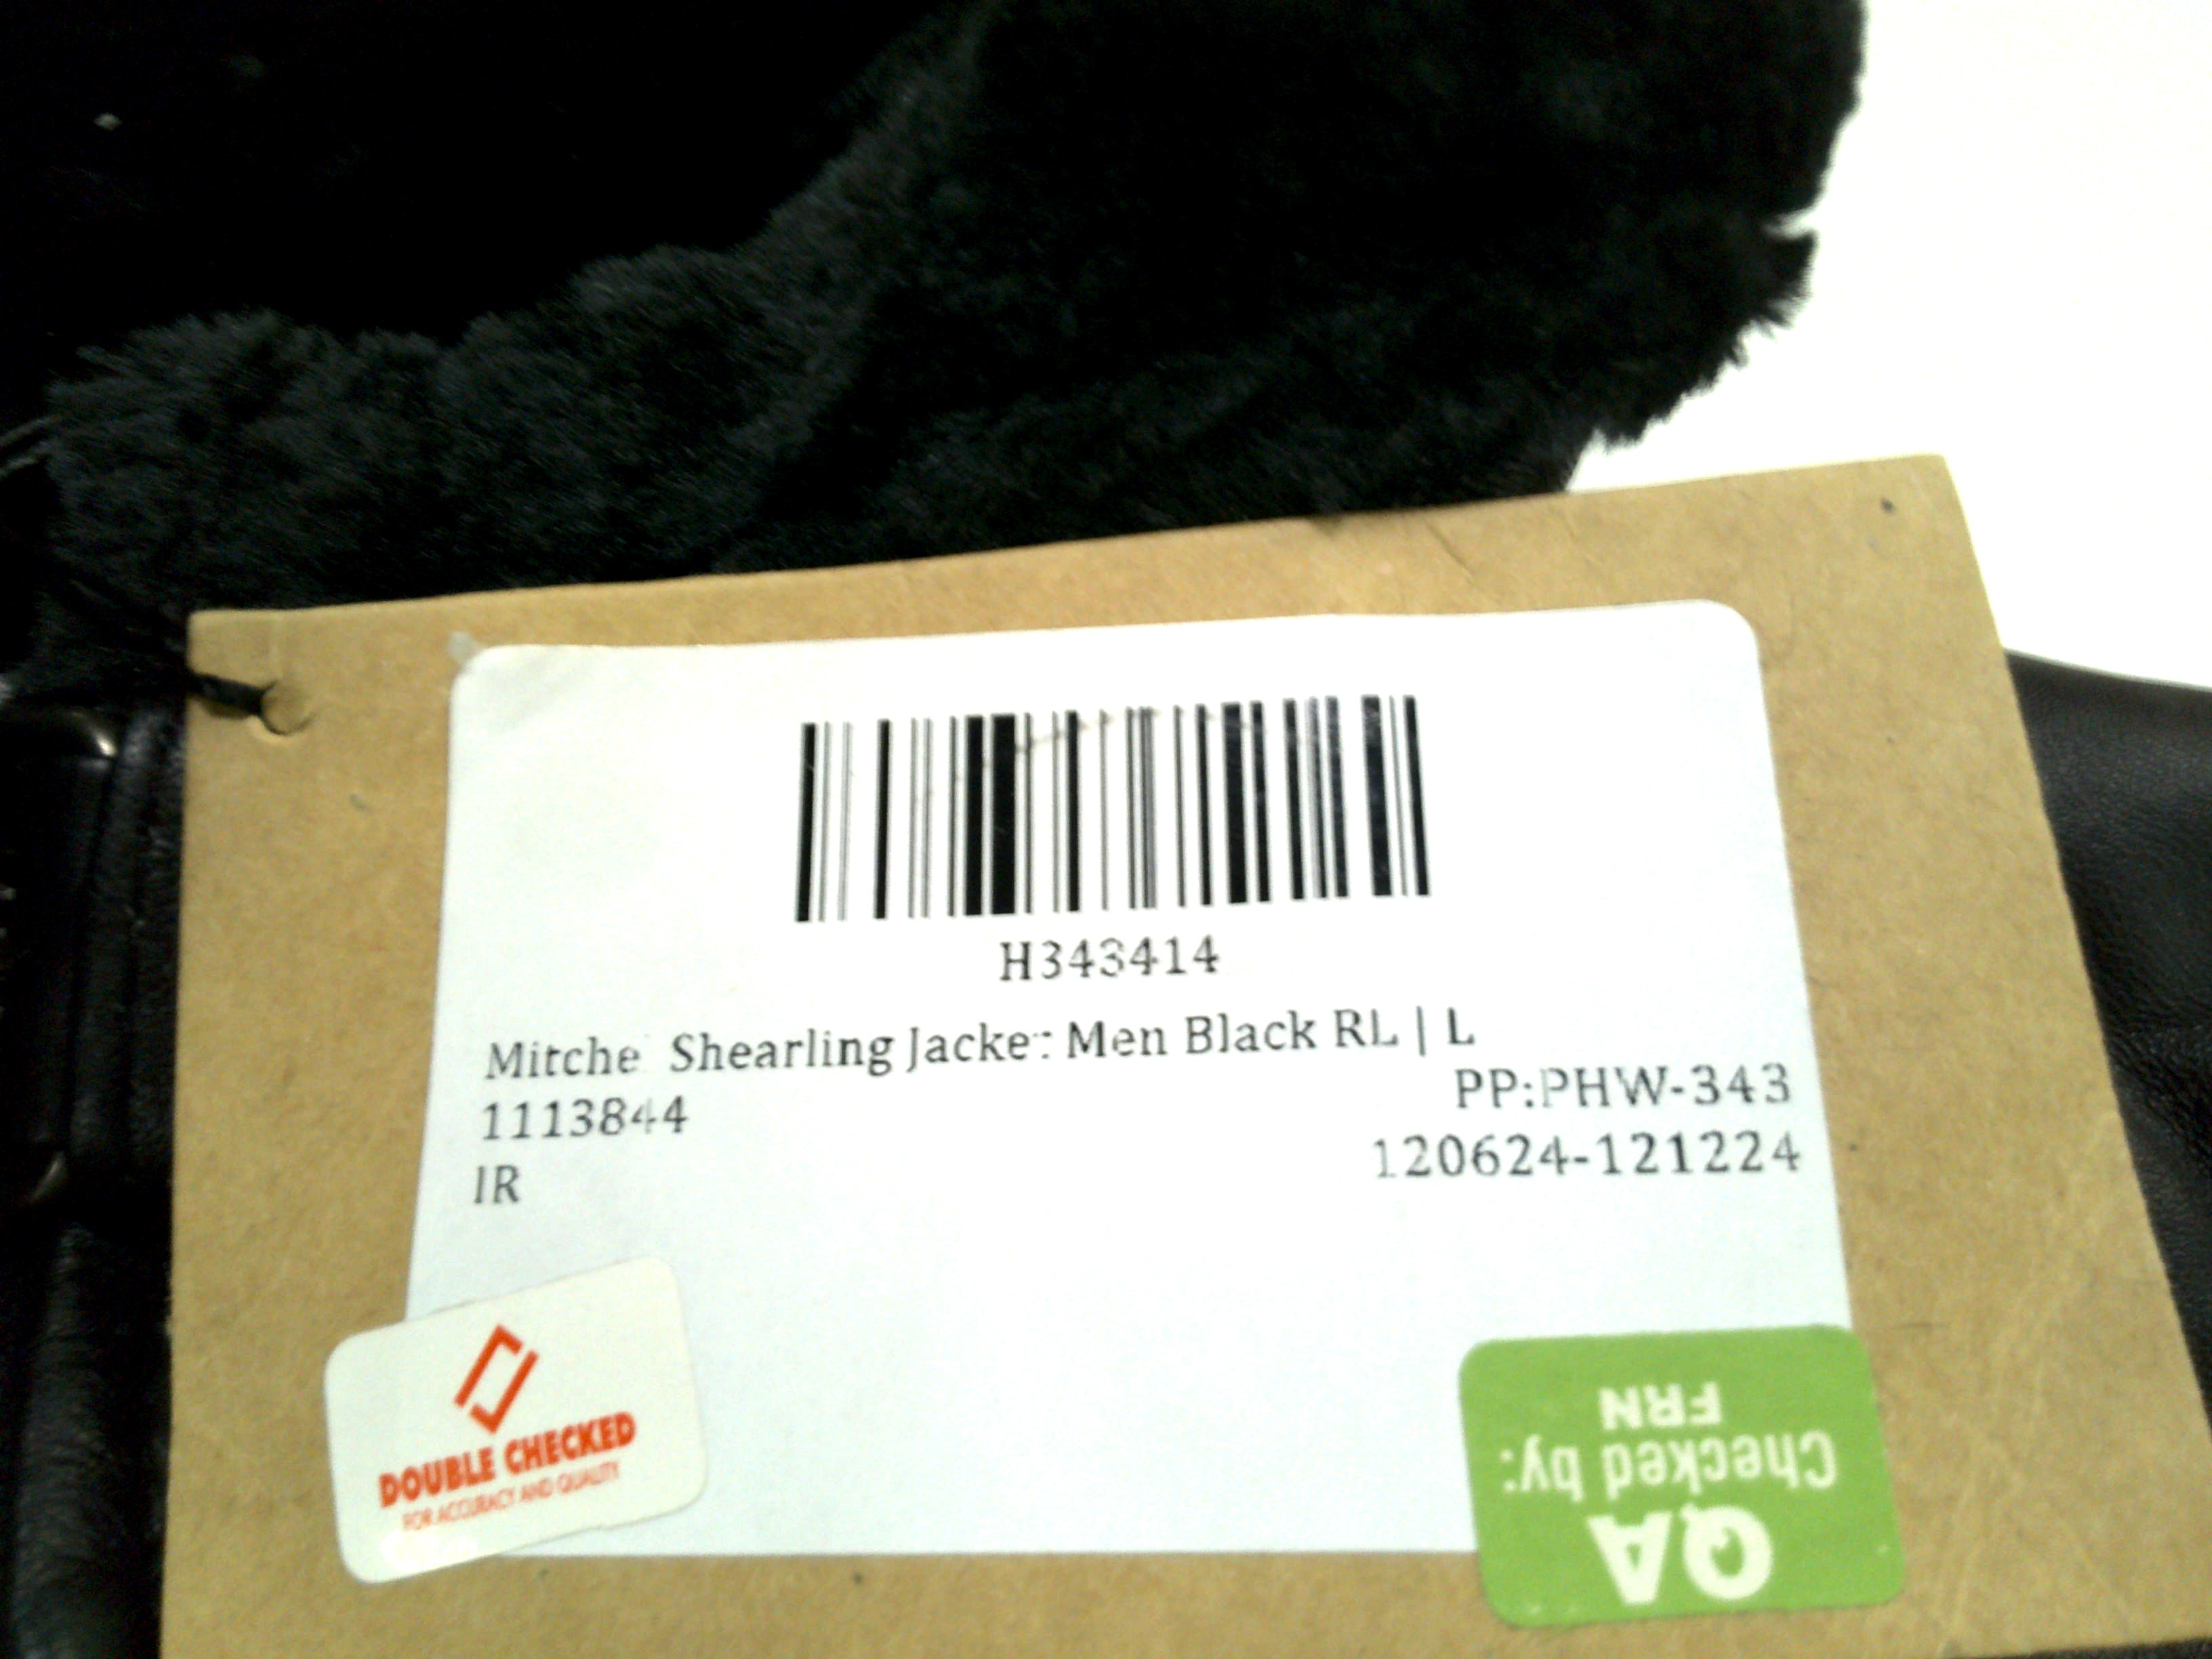 H343414
Mitche Shearling Jacket Men Black RL | L
1113844
PP:PHW-343
IR
120624-121224
DOUBLE CHECKED
FOR ACCURACY AND QUALITY
QA
Checked by:
FRN